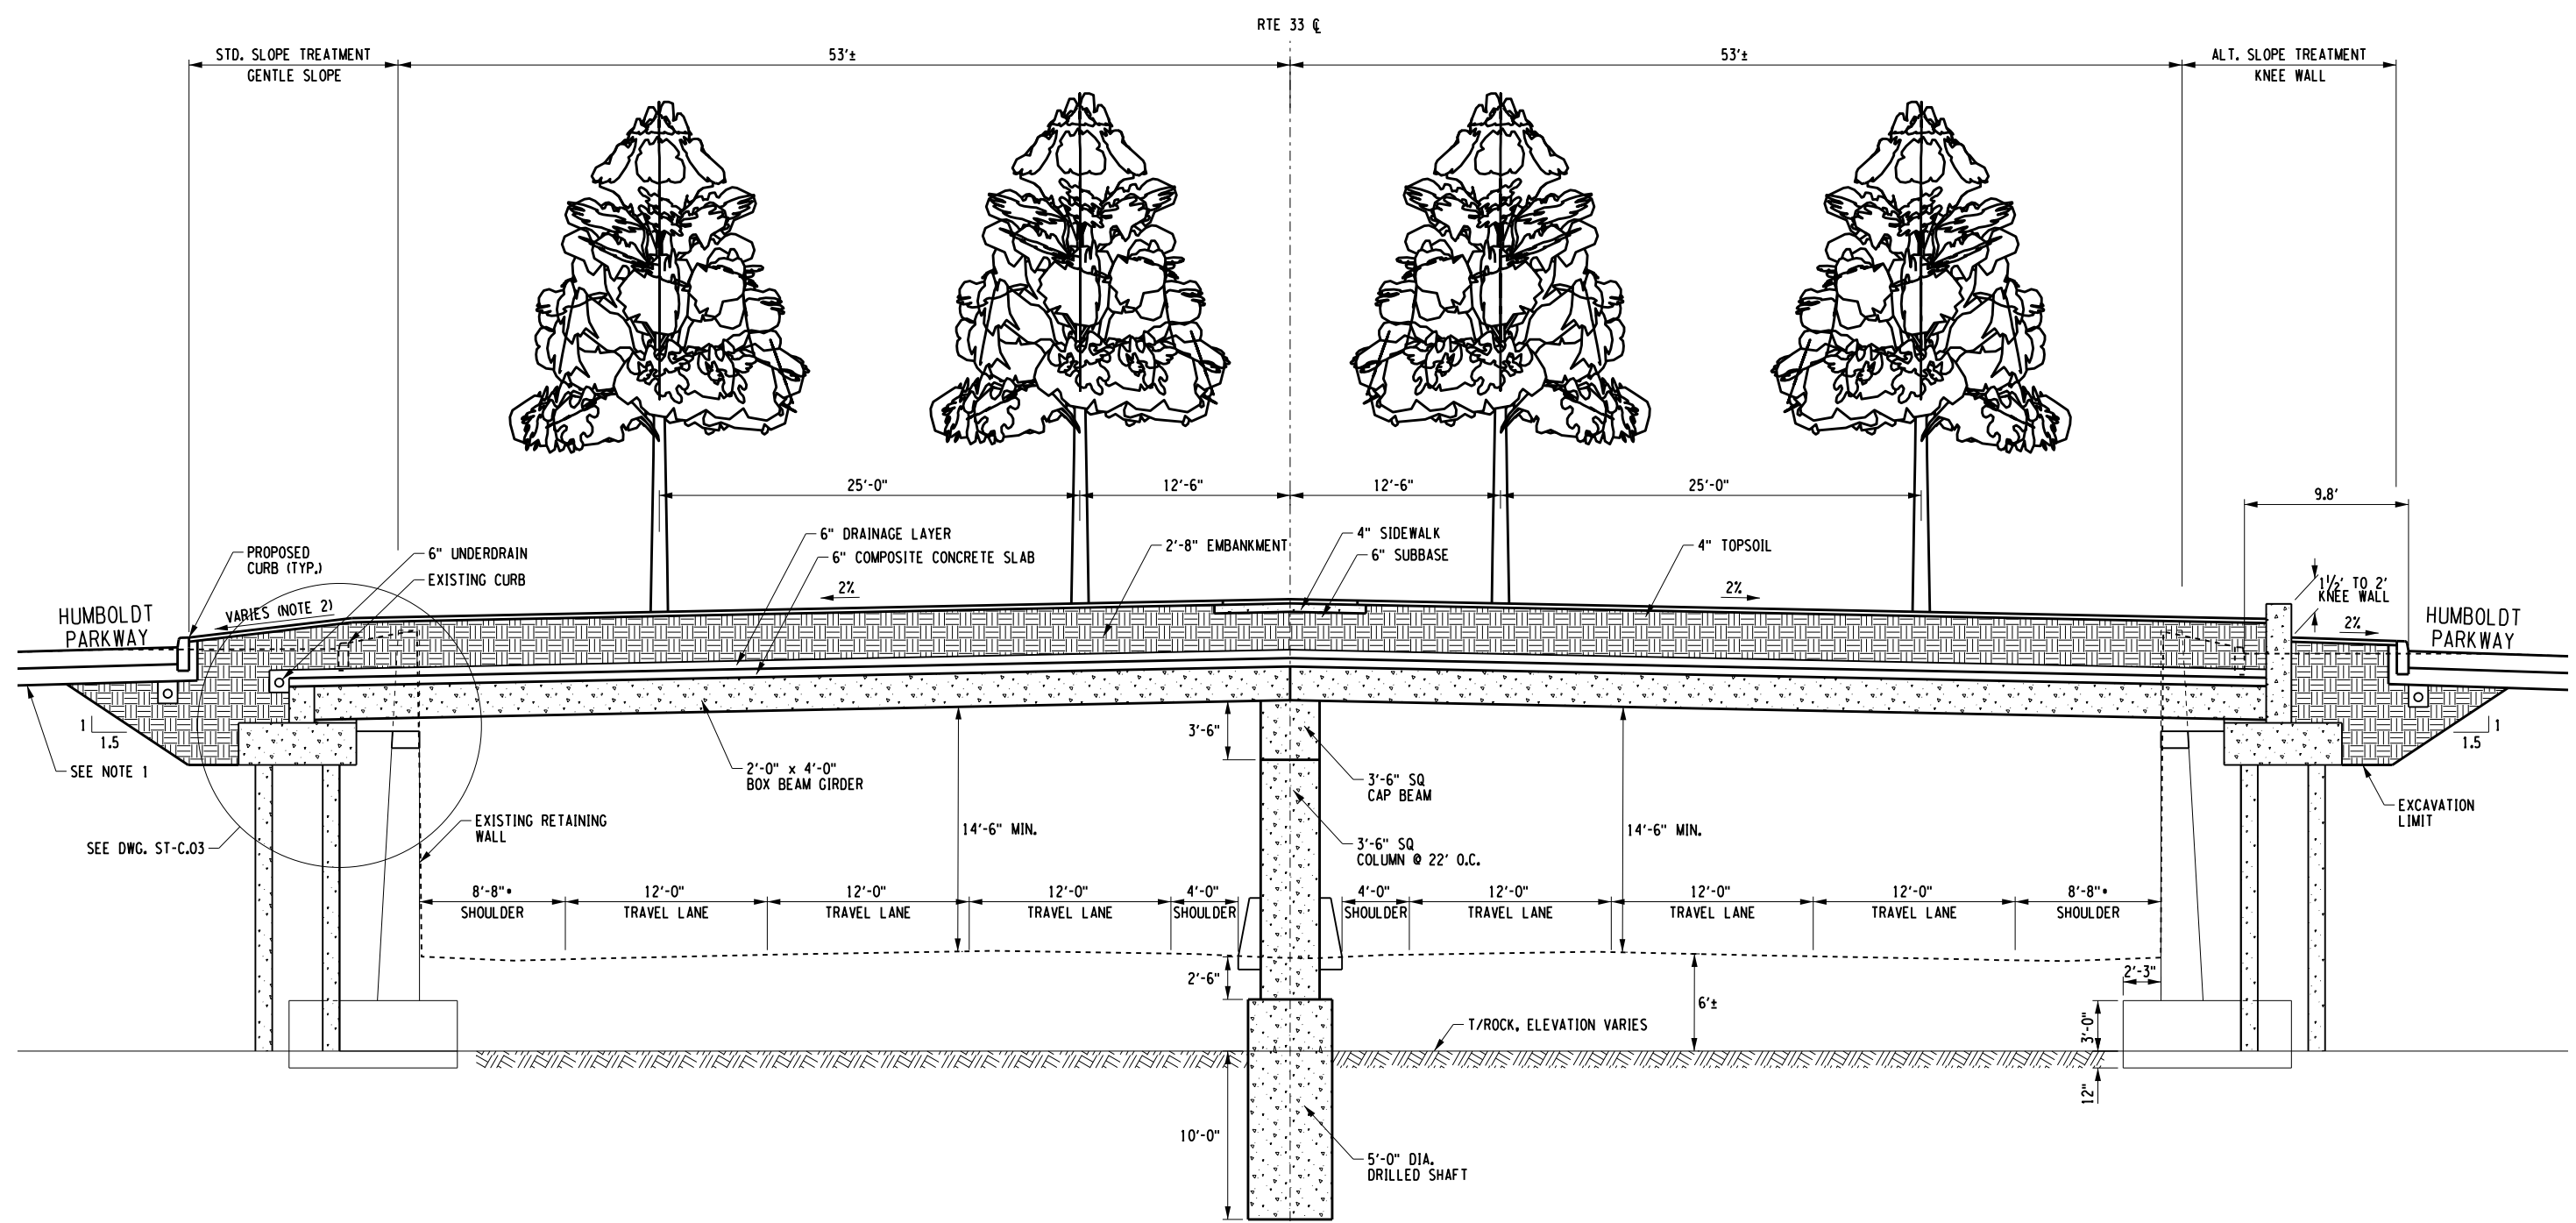 RTE 33 ℄
STD. SLOPE TREATMENT
GENTLE SLOPE
53'±
53'±
ALT. SLOPE TREATMENT
KNEE WALL
25'-0"
12'-6"
12'-6"
25'-0"
9.8'
PROPOSED
CURB (TYP.)
6" UNDERDRAIN
EXISTING CURB
6" DRAINAGE LAYER
6" COMPOSITE CONCRETE SLAB
2'-8" EMBANKMENT
4" SIDEWALK
6" SUBBASE
4" TOPSOIL
1½' TO 2'
KNEE WALL
2%
2%
2%
VARIES (NOTE 2)
HUMBOLDT
PARKWAY
HUMBOLDT
PARKWAY
1
1.5
1
1.5
SEE NOTE 1
SEE DWG. ST-C.03
2'-0" x 4'-0"
BOX BEAM GIRDER
3'-6"
3'-6" SQ
CAP BEAM
3'-6" SQ
COLUMN @ 22' O.C.
EXISTING RETAINING
WALL
14'-6" MIN.
14'-6" MIN.
EXCAVATION
LIMIT
8'-8"*
SHOULDER
12'-0"
TRAVEL LANE
12'-0"
TRAVEL LANE
12'-0"
TRAVEL LANE
4'-0"
SHOULDER
4'-0"
SHOULDER
12'-0"
TRAVEL LANE
12'-0"
TRAVEL LANE
12'-0"
TRAVEL LANE
8'-8"*
SHOULDER
2'-6"
6'±
2'-3"
3'-0"
12"
T/ROCK, ELEVATION VARIES
10'-0"
5'-0" DIA.
DRILLED SHAFT